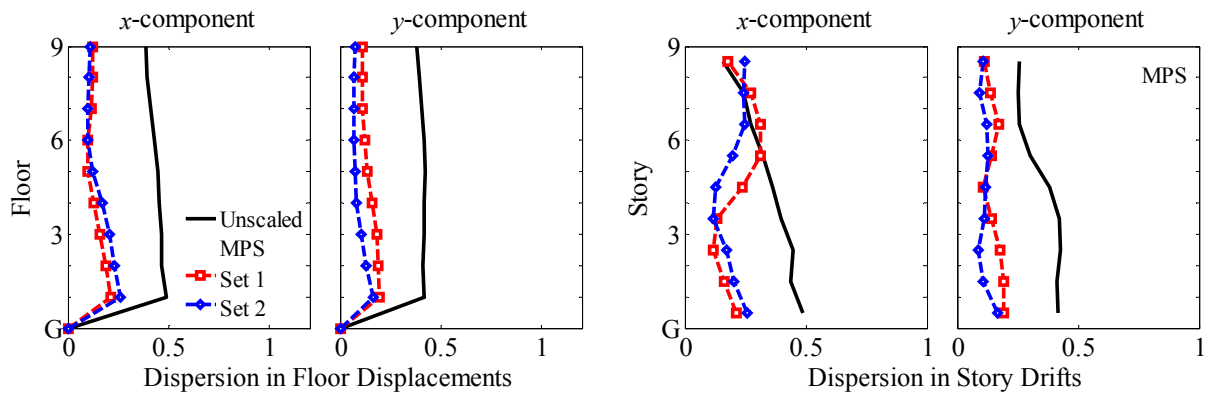 x-component
y-component
x-component
y-component
9
6
3
G
Floor
Unscaled
MPS
Set 1
Set 2
0
0.5
1
0
0.5
1
Dispersion in Floor Displacements
9
6
3
G
Story
MPS
0
0.5
1
0
0.5
1
Dispersion in Story Drifts